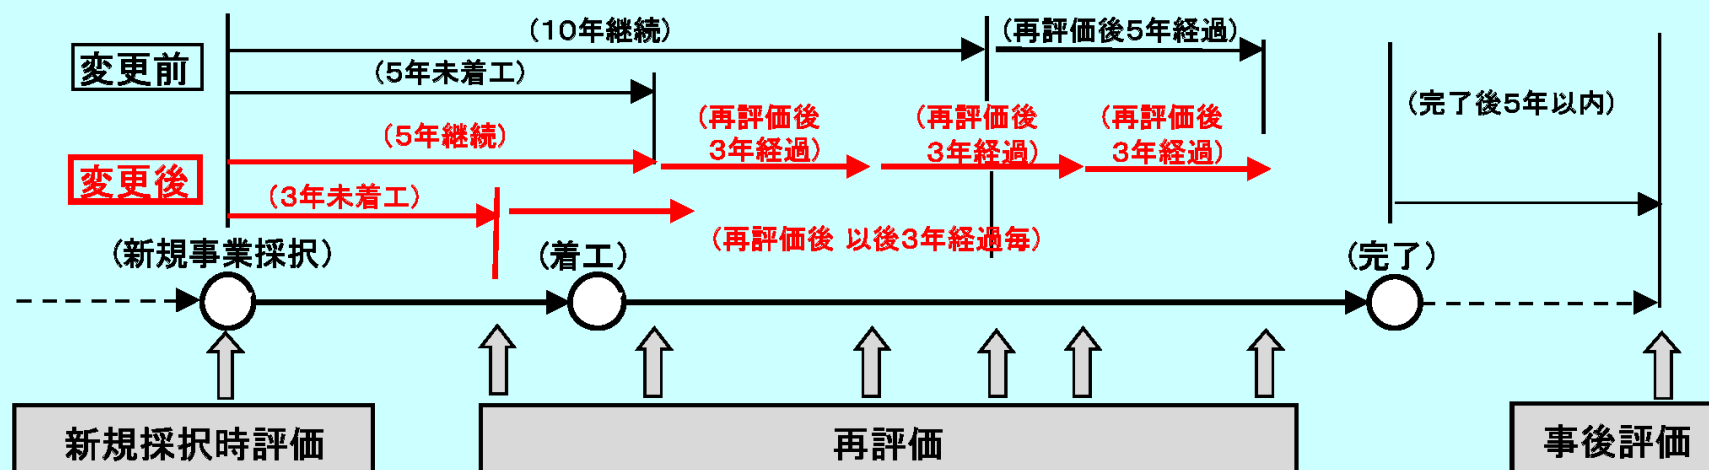 (10年継続)
(再評価後5年経過)
変更前
(5年未着工)
(完了後5年以内)
(5年継続)
(再評価後
3年経過)
(再評価後
3年経過)
(再評価後
3年経過)
変更後
(3年未着工)
(再評価後 以後3年経過毎)
(新規事業採択)
(着工)
(完了)
新規採択時評価
再評価
事後評価